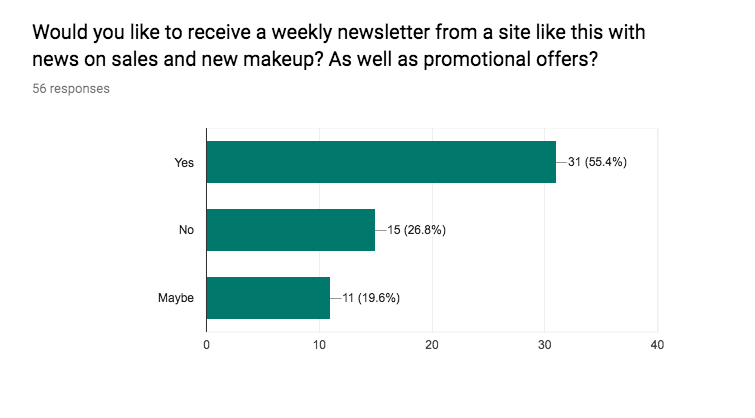 Would you like to receive a weekly newsletter from a site like this with
news on sales and new makeup? As well as promotional offers?
56 responses
Yes
31 (55.4%)
No
15 (26.8%)
Maybe
11 (19.6%)
0 10 20 30 40